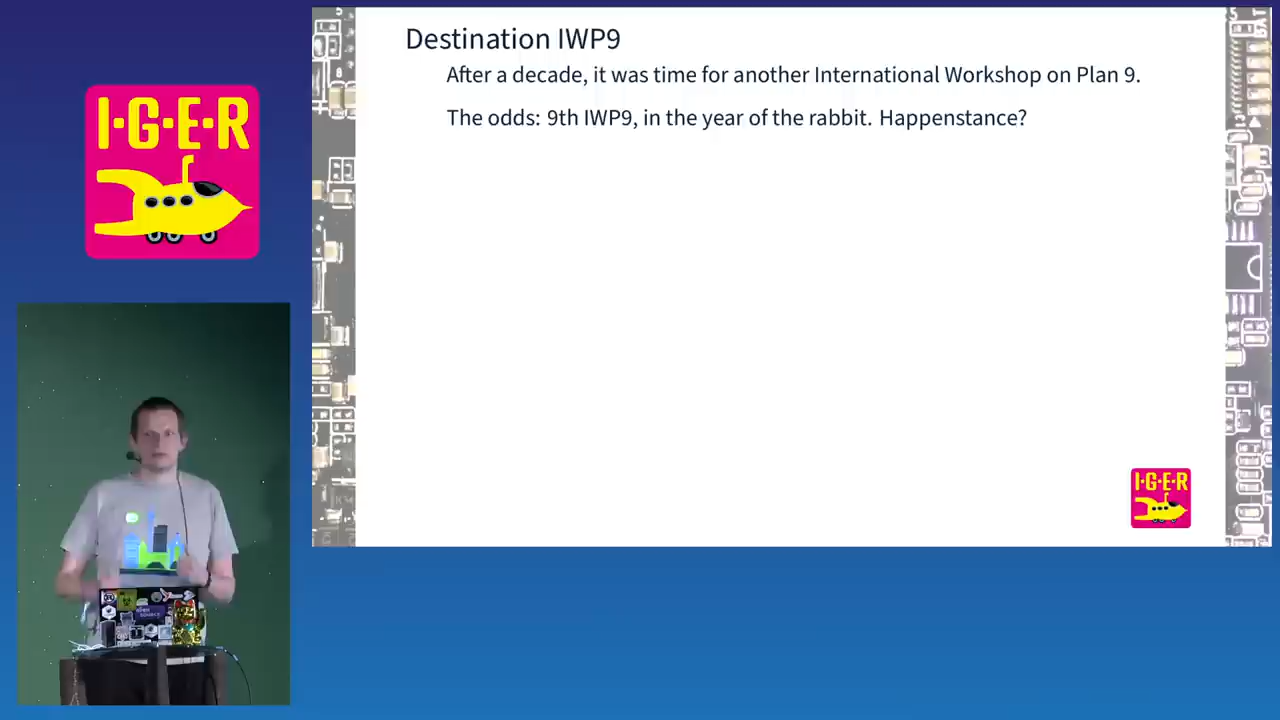 I·G·E·R
Destination IWP9
After a decade, it was time for another International Workshop on Plan 9.
The odds: 9th IWP9, in the year of the rabbit. Happenstance?
I·G·E·R